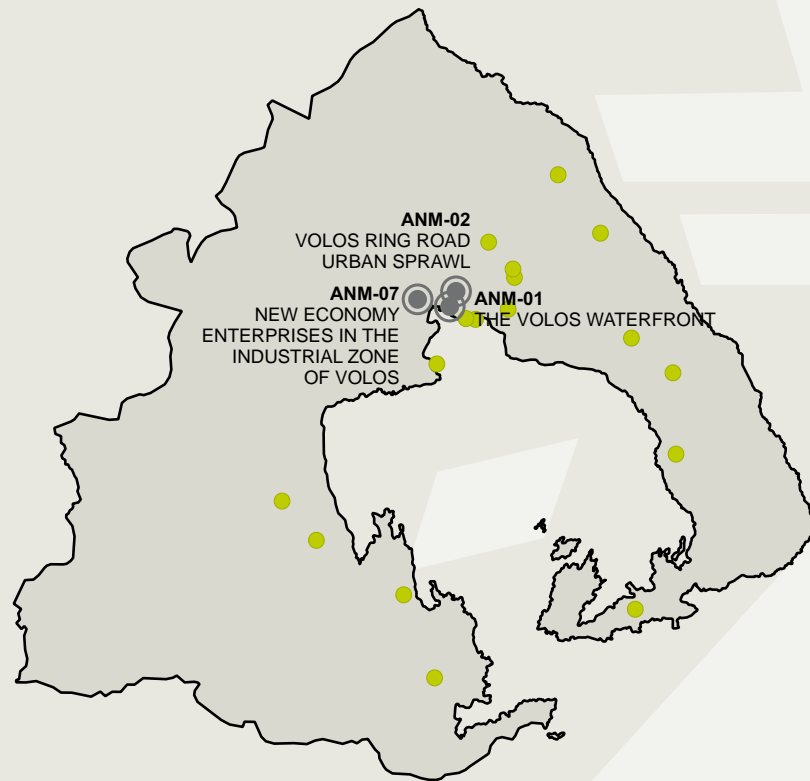 ANM-02
VOLOS RING ROAD
URBAN SPRAWL
ANM-07
NEW ECONOMY
ENTERPRISES IN THE
INDUSTRIAL ZONE
OF VOLOS
ANM-01
THE VOLOS WATERFRONT